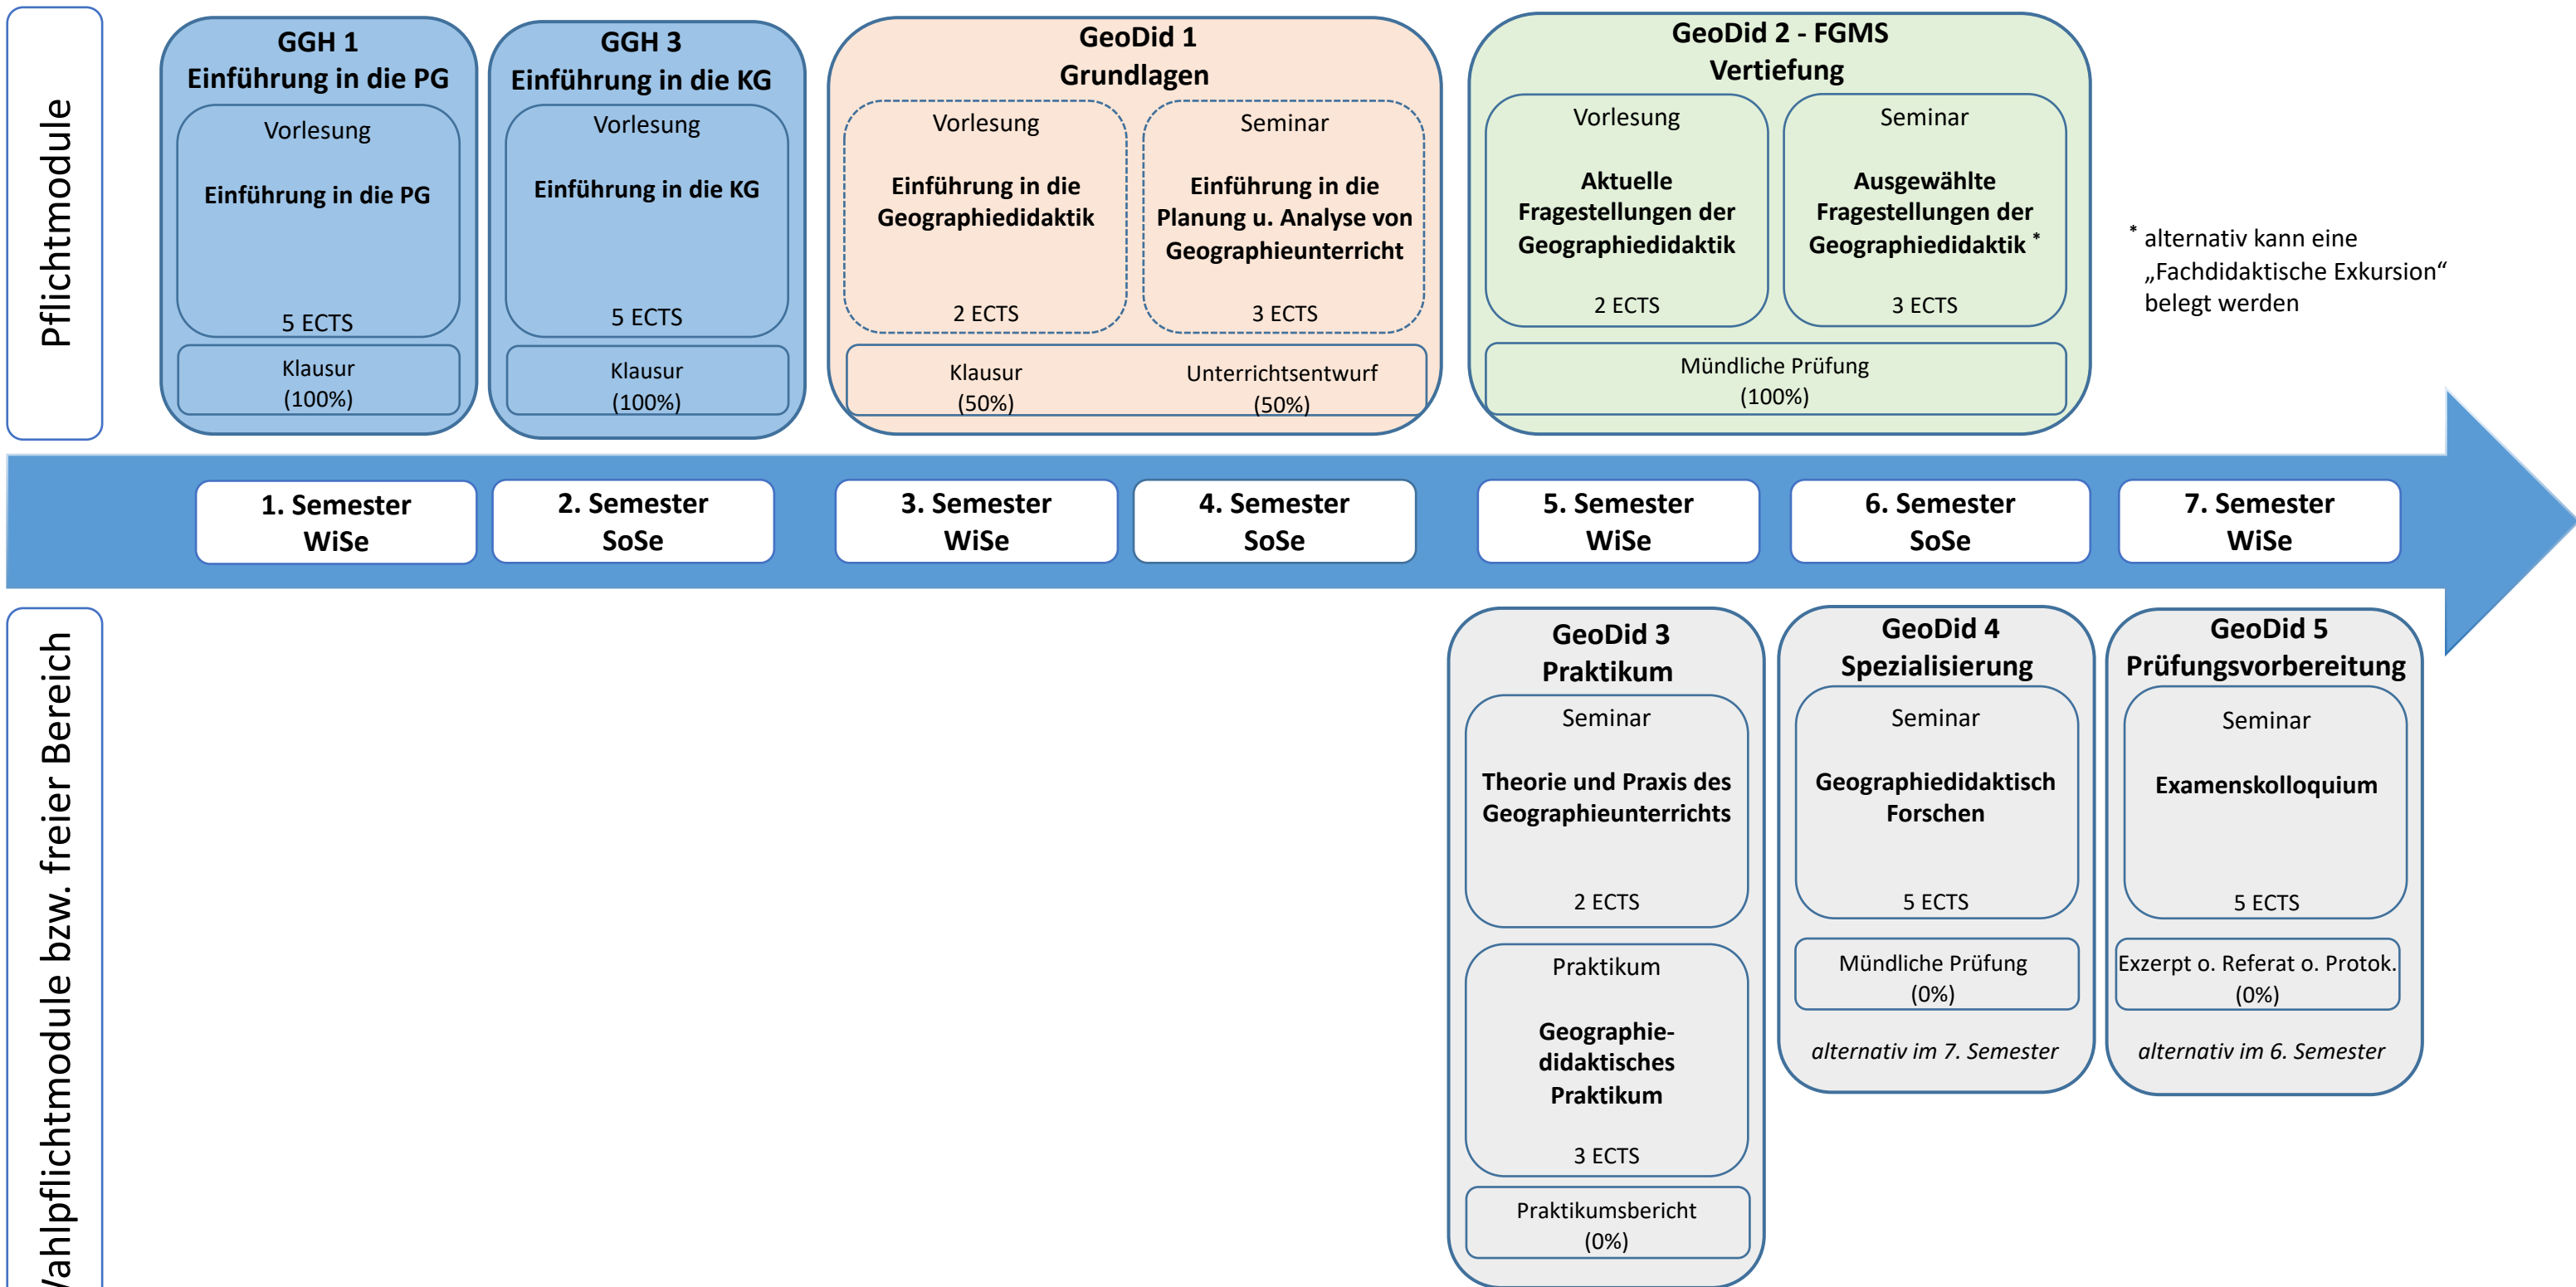 Pflichtmodule
GGH 1
Einführung in die PG
Vorlesung
Einführung in die PG
5 ECTS
Klausur
(100%)
GGH 3
Einführung in die KG
Vorlesung
Einführung in die KG
5 ECTS
Klausur
(100%)
GeoDid 1
Grundlagen
Vorlesung
Einführung in die
Geographiedidaktik
2 ECTS
Seminar
Einführung in die
Planung u. Analyse von
Geographieunterricht
3 ECTS
Klausur
(50%)
Unterrichtsentwurf
(50%)
GeoDid 2 - FGMS
Vertiefung
Vorlesung
Aktuelle
Fragestellungen der
Geographiedidaktik
2 ECTS
Seminar
Ausgewählte
Fragestellungen der
Geographiedidaktik *
3 ECTS
Mündliche Prüfung
(100%)
* alternativ kann eine
„Fachdidaktische Exkursion“
belegt werden
1. Semester
WiSe
2. Semester
SoSe
3. Semester
WiSe
4. Semester
SoSe
5. Semester
WiSe
6. Semester
SoSe
7. Semester
WiSe
Wahlpflichtmodule bzw. freier Bereich
GeoDid 3
Praktikum
Seminar
Theorie und Praxis des
Geographieunterrichts
2 ECTS
Praktikum
Geographie-
didaktisches
Praktikum
3 ECTS
Praktikumsbericht
(0%)
GeoDid 4
Spezialisierung
Seminar
Geographiedidaktisch
Forschen
5 ECTS
Mündliche Prüfung
(0%)
alternativ im 7. Semester
GeoDid 5
Prüfungsvorbereitung
Seminar
Examenskolloquium
5 ECTS
Exzerpt o. Referat o. Protok.
(0%)
alternativ im 6. Semester